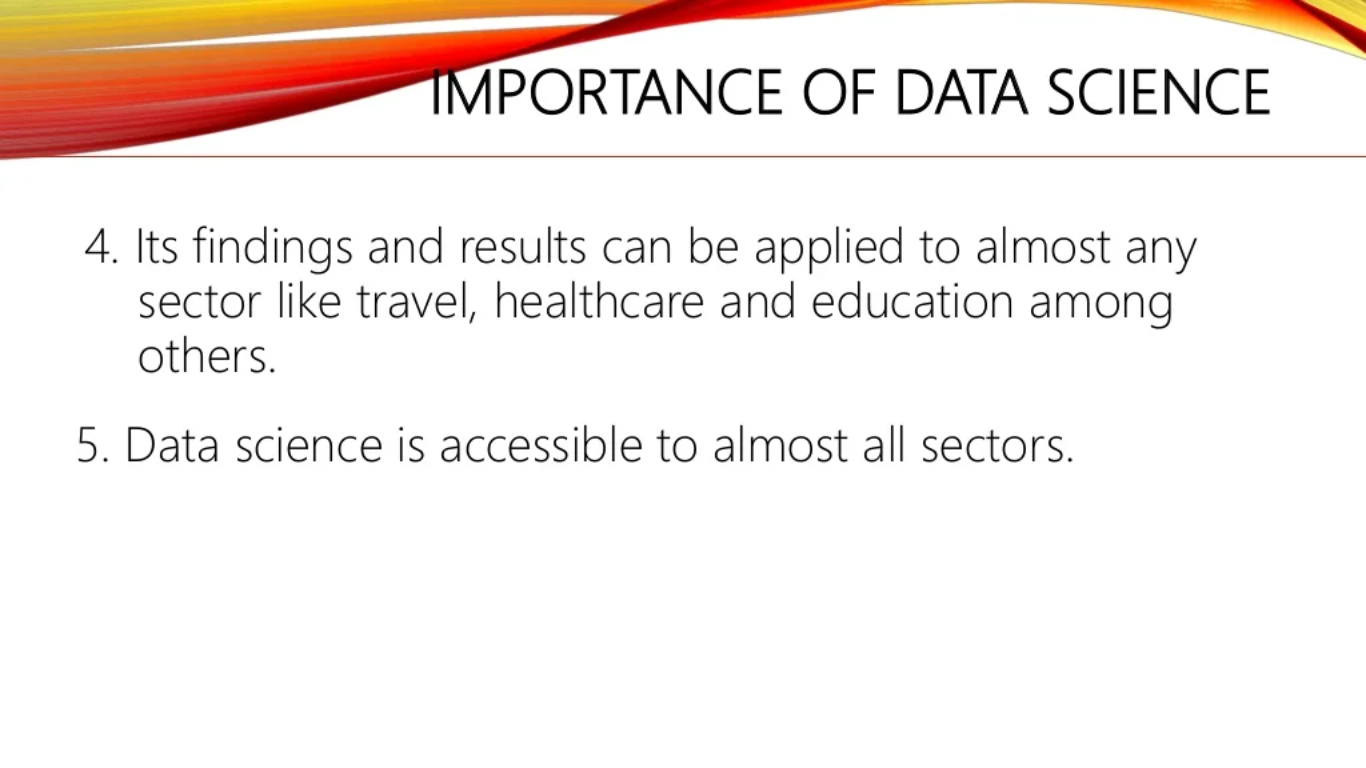 IMPORTANCE OF DATA SCIENCE
4. Its findings and results can be applied to almost any
sector like travel, healthcare and education among
others.
5. Data science is accessible to almost all sectors.